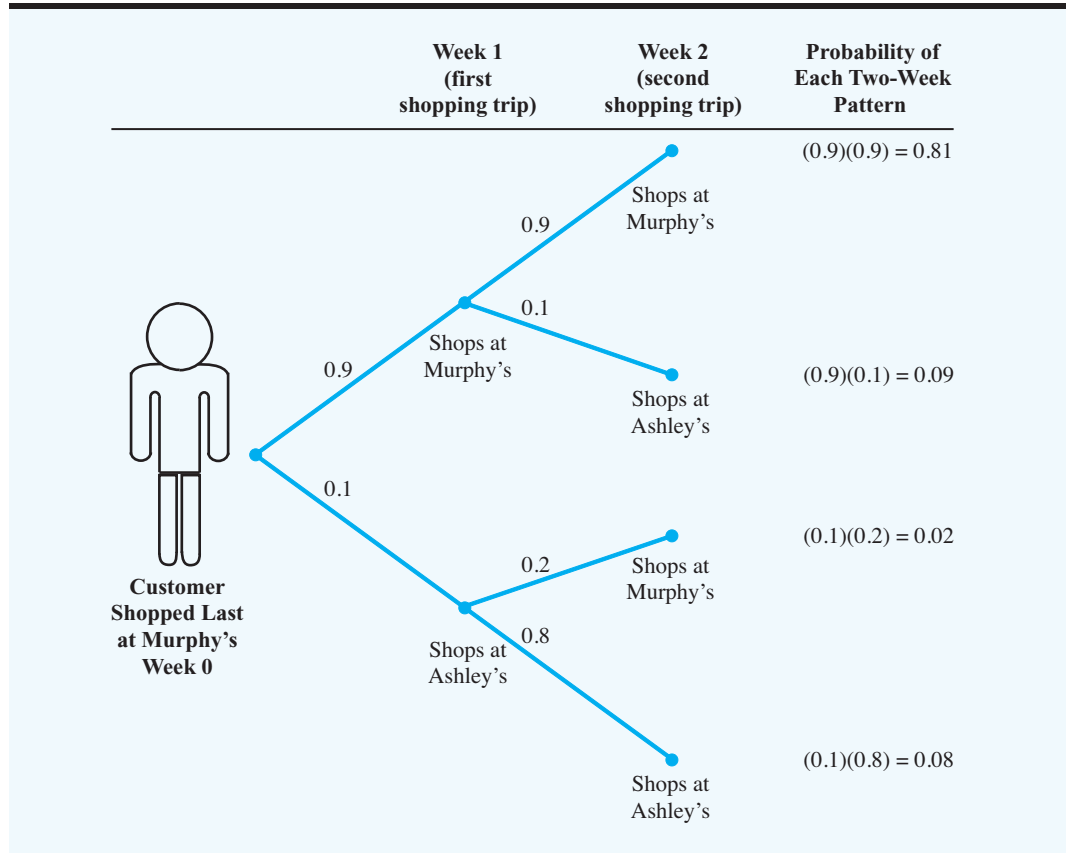 Week 1
(first
shopping trip)
Week 2
(second
shopping trip)
Probability of
Each Two-Week
Pattern
(0.9)(0.9) = 0.81
Shops at
Murphy’s
0.9
0.1
Shops at
Murphy’s
0.9
(0.9)(0.1) = 0.09
Shops at
Ashley’s
0.1
(0.1)(0.2) = 0.02
0.2
Shops at
Murphy’s
Customer
Shopped Last
at Murphy’s
Week 0
0.8
Shops at
Ashley’s
(0.1)(0.8) = 0.08
Shops at
Ashley’s